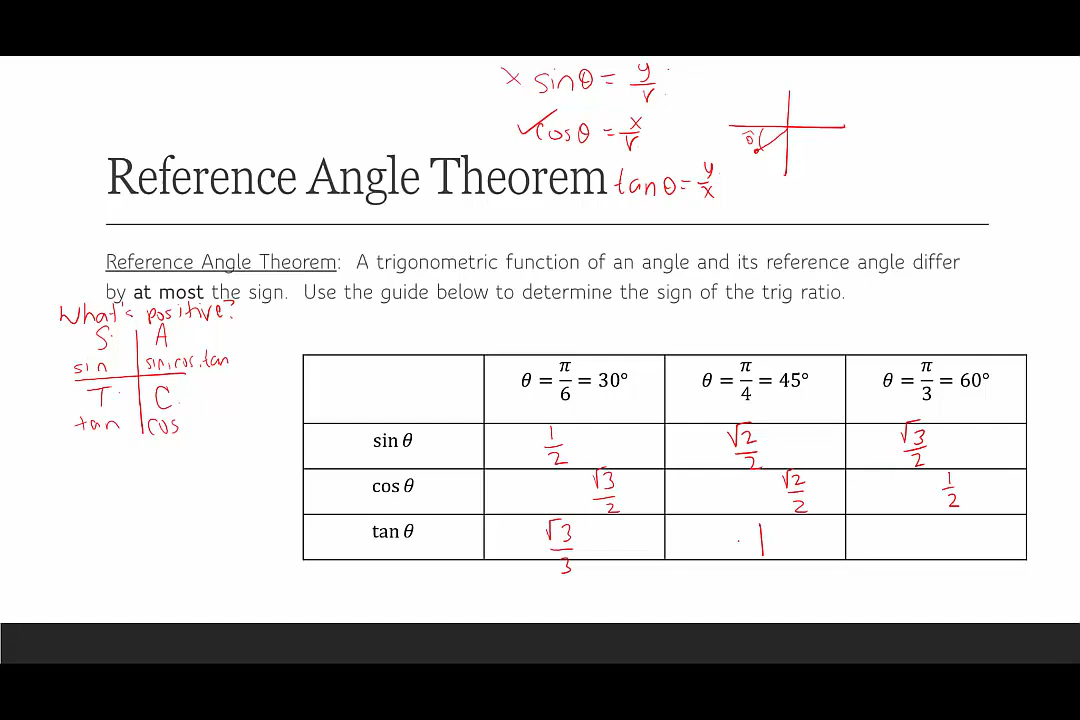 × sinθ = y/r
✓cosθ = x/r
θ̅
Reference Angle Theorem tanθ = y/x
Reference Angle Theorem: A trigonometric function of an angle and its reference angle differ
by at most the sign. Use the guide below to determine the sign of the trig ratio.
What's positive?
S A
sin sin, cos, tan
T C
tan cos
θ = π/6 = 30° θ = π/4 = 45° θ = π/3 = 60°
sin θ 1/2 √2/2 √3/2
cos θ √3/2 √2/2 1/2
tan θ √3/3 1